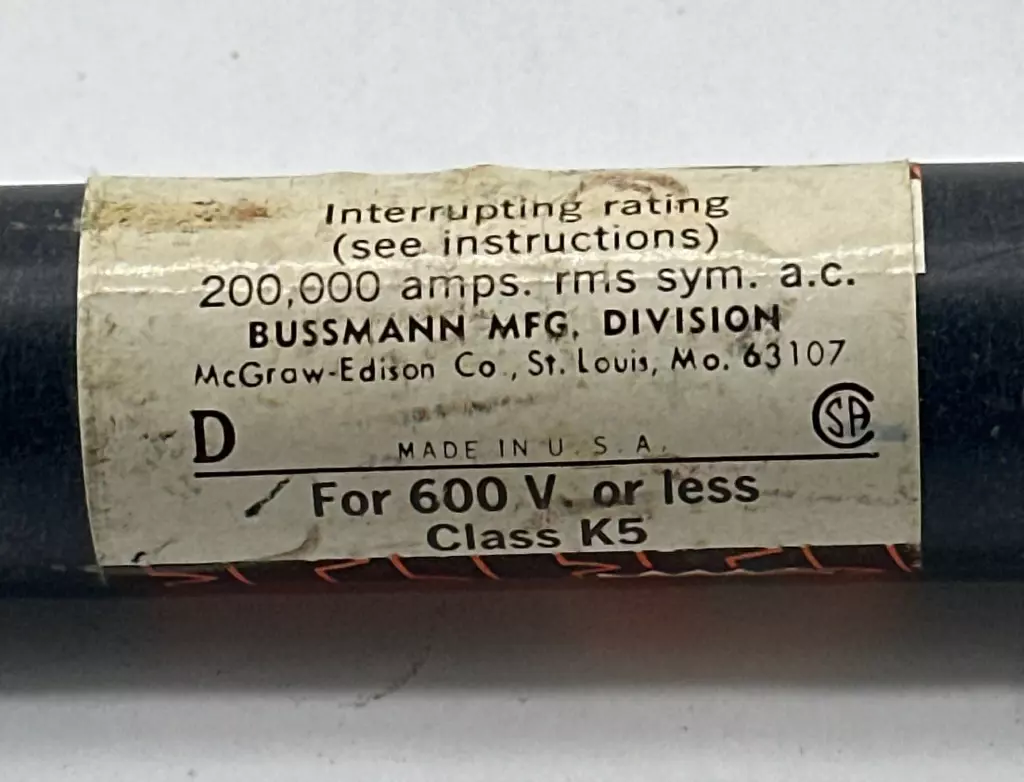 Interrupting rating
(see instructions)
200,000 amps. rms sym. a.c.
BUSSMANN MFG. DIVISION
McGraw-Edison Co., St. Louis, Mo. 63107
D
SA
MADE IN U.S.A.
For 600 V. or less
Class K5